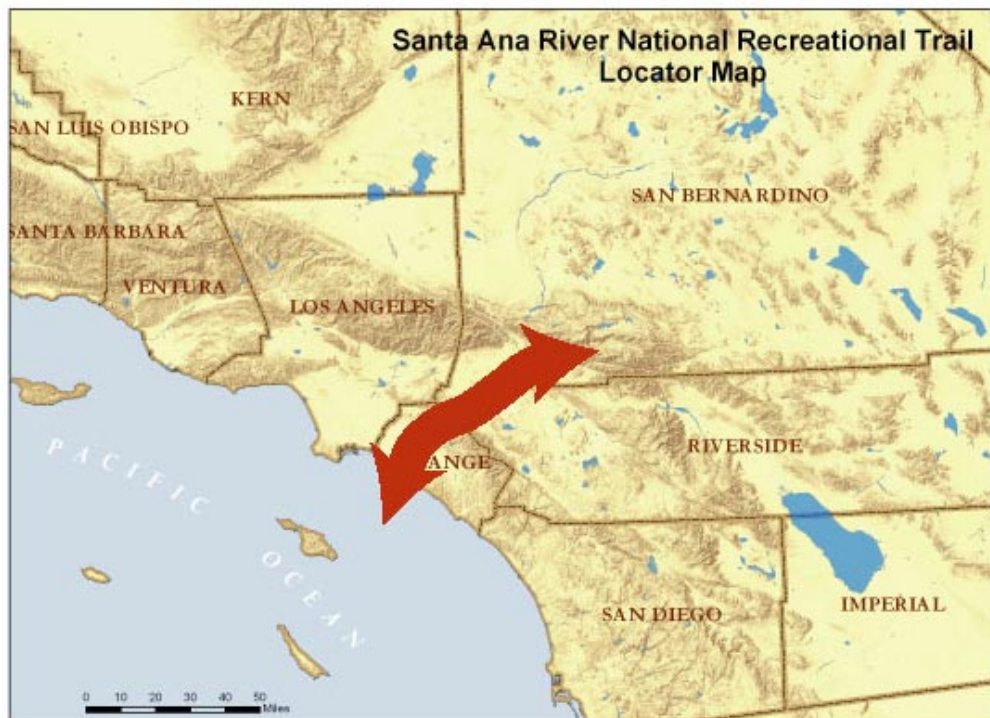 Santa Ana River National Recreational Trail
Locator Map
KERN
SAN LUIS OBISPO
SAN BERNARDINO
SANTA BARBARA
VENTURA
LOS ANGELES
PACIFIC
ANGE
RIVERSIDE
OCEAN
SAN DIEGO
IMPERIAL
0 10 20 30 40 50
Miles